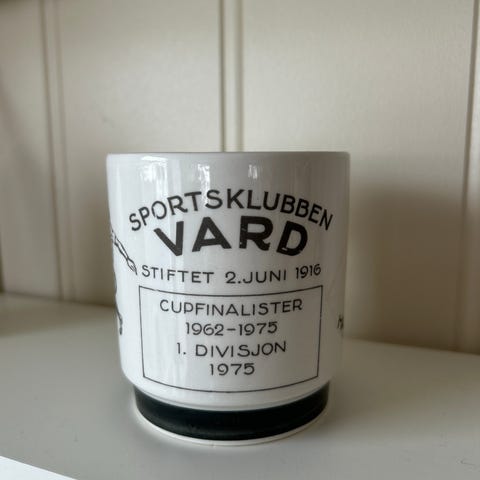 SPORTSKLUBBEN
VARD
STIFTET 2.JUNI 1916
CUPFINALISTER
1962-1975
1. DIVISJON
1975